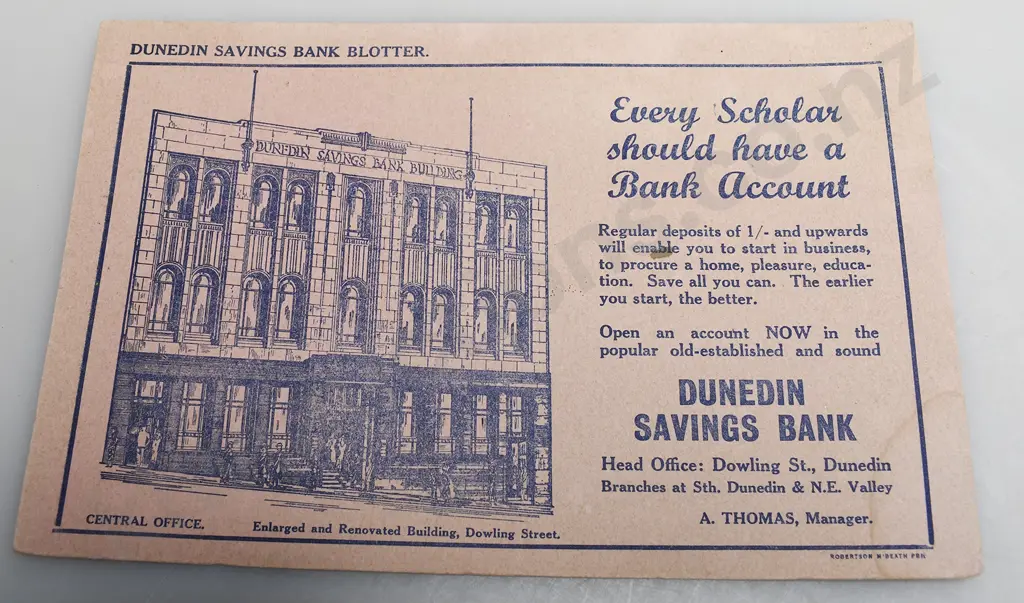 DUNEDIN SAVINGS BANK BLOTTER.
DUNEDIN SAVINGS BANK BUILDING
Every Scholar
should have a
Bank Account
Regular deposits of 1/- and upwards
will enable you to start in business,
to procure a home, pleasure, educa-
tion. Save all you can. The earlier
you start, the better.
Open an account NOW in the
popular old-established and sound
DUNEDIN
SAVINGS BANK
Head Office: Dowling St., Dunedin
Branches at Sth. Dunedin & N.E. Valley
A. THOMAS, Manager.
CENTRAL OFFICE.
Enlarged and Renovated Building, Dowling Street.
ROBERTSON M'BEATH PRN
.co.nz